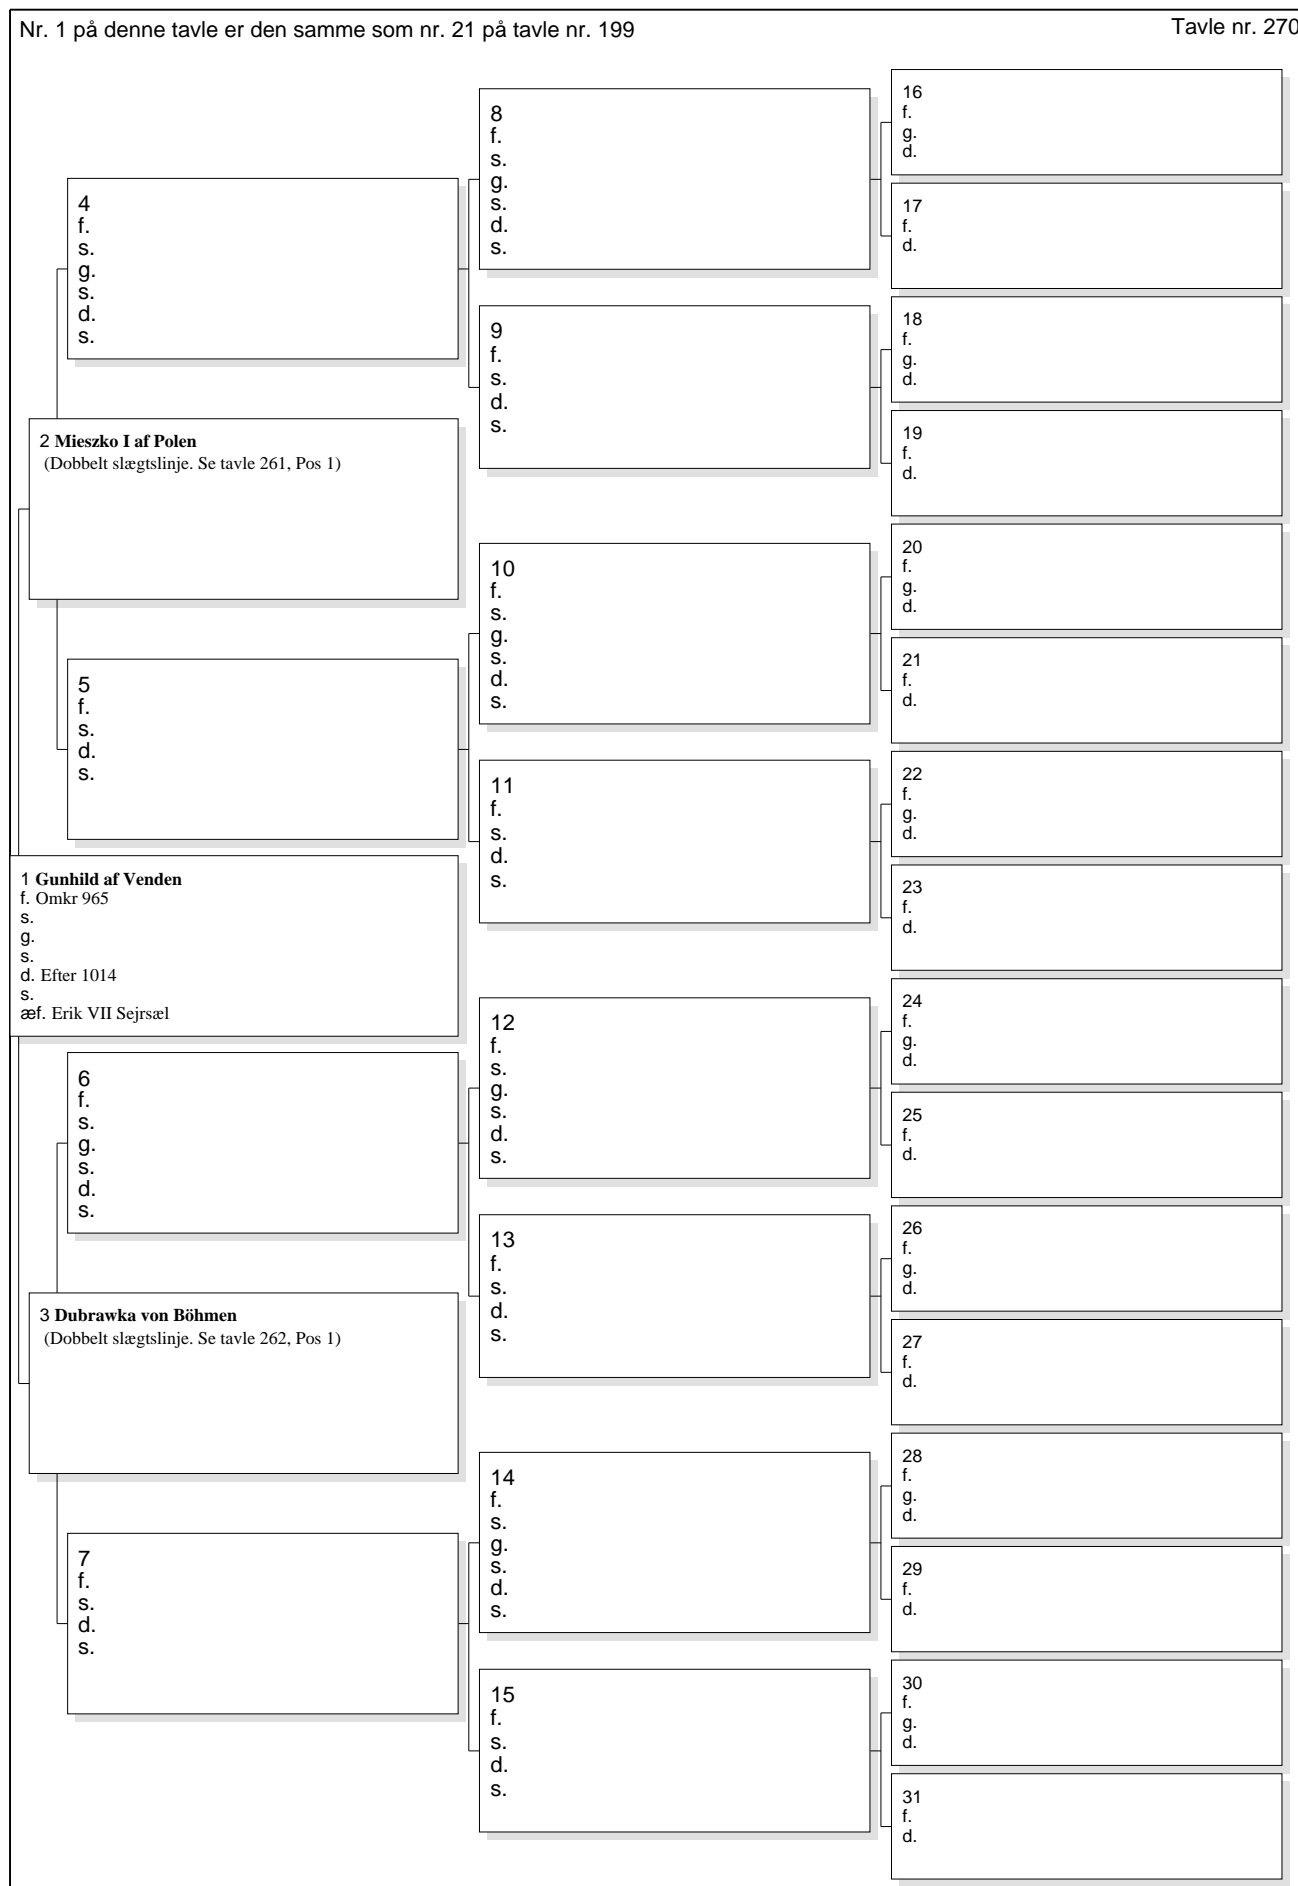 Nr. 1 på denne tavle er den samme som nr. 21 på tavle nr. 199
Tavle nr. 270
4
f.
s.
g.
s.
d.
s.
2 Mieszko I af Polen
(Dobbelt slægtslinje. Se tavle 261, Pos 1)
5
f.
s.
d.
s.
1 Gunhild af Venden
f. Omkr 965
s.
g.
s.
d. Efter 1014
s.
æf. Erik VII Sejrsæl
6
f.
s.
g.
s.
d.
s.
3 Dubrawka von Böhmen
(Dobbelt slægtslinje. Se tavle 262, Pos 1)
7
f.
s.
d.
s.
8
f.
s.
g.
s.
d.
s.
9
f.
s.
d.
s.
10
f.
s.
g.
s.
d.
s.
11
f.
s.
d.
s.
12
f.
s.
g.
s.
d.
s.
13
f.
s.
d.
s.
14
f.
s.
g.
s.
d.
s.
15
f.
s.
d.
s.
16
f.
g.
d.
17
f.
d.
18
f.
g.
d.
19
f.
d.
20
f.
g.
d.
21
f.
d.
22
f.
g.
d.
23
f.
d.
24
f.
g.
d.
25
f.
d.
26
f.
g.
d.
27
f.
d.
28
f.
g.
d.
29
f.
d.
30
f.
g.
d.
31
f.
d.